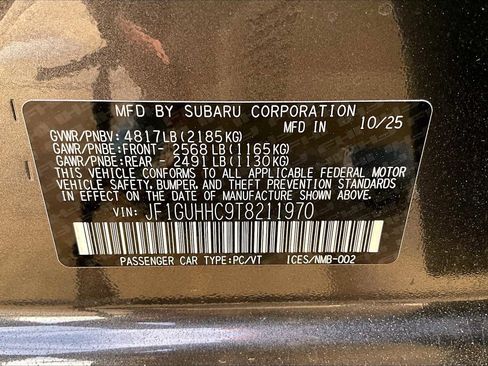 MFD BY SUBARU CORPORATION
GVWR/PNBV: 4817LB(2185KG) MFD IN 10/25
GAWR/PNBE:FRONT- 2568LB(1165KG)
GAWR/PNBE:REAR - 2491LB(1130KG)
THIS VEHICLE CONFORMS TO ALL APPLICABLE FEDERAL MOTOR
VEHICLE SAFETY, BUMPER, AND THEFT PREVENTION STANDARDS
IN EFFECT ON THE DATE OF MANUFACTURE SHOWN ABOVE.
VIN: JF1GUHHC9T8211970
PASSENGER CAR TYPE:PC/VT ICES/NMB-002